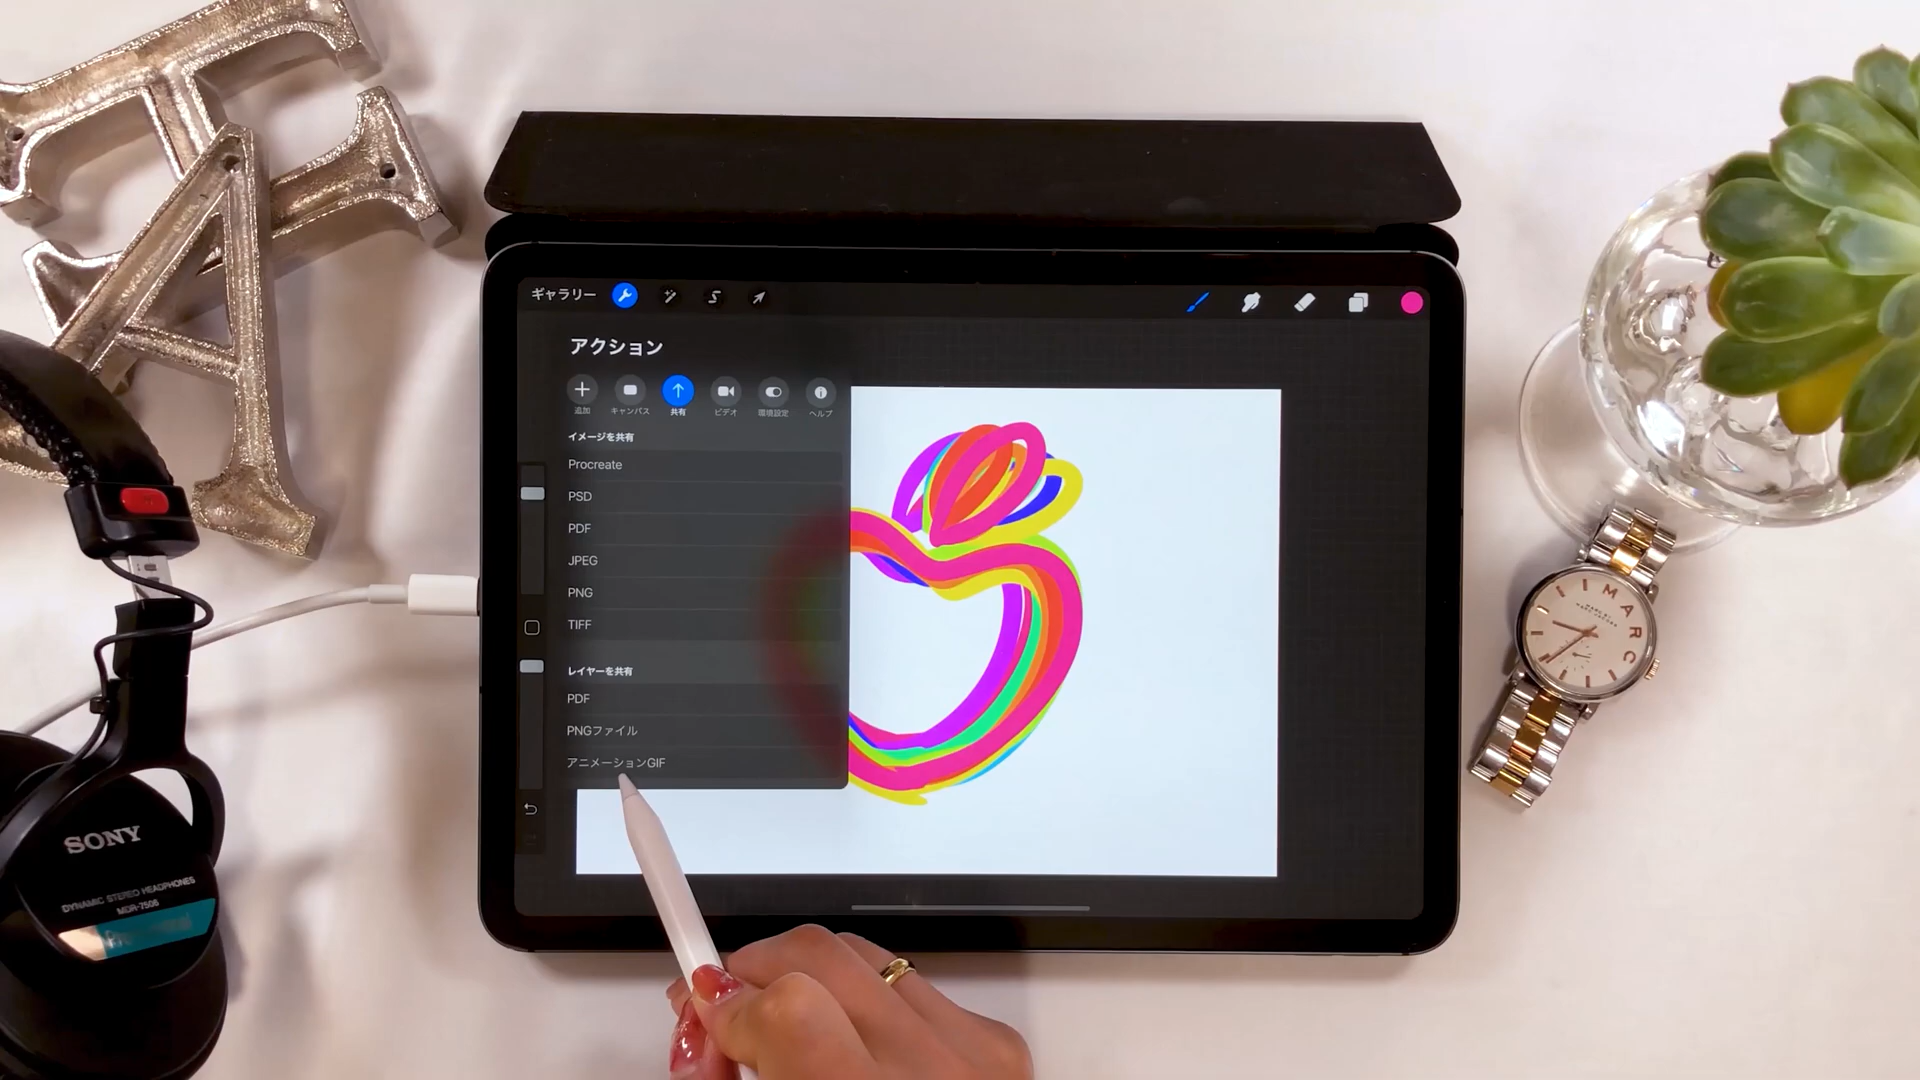 ギャラリー
アクション
追加 キャンバス 共有 ビデオ 環境設定 ヘルプ
イメージを共有
Procreate
PSD
PDF
JPEG
PNG
TIFF
レイヤーを共有
PDF
PNGファイル
アニメーションGIF
SONY
DYNAMIC STEREO HEADPHONES
MDR-7506
MARC